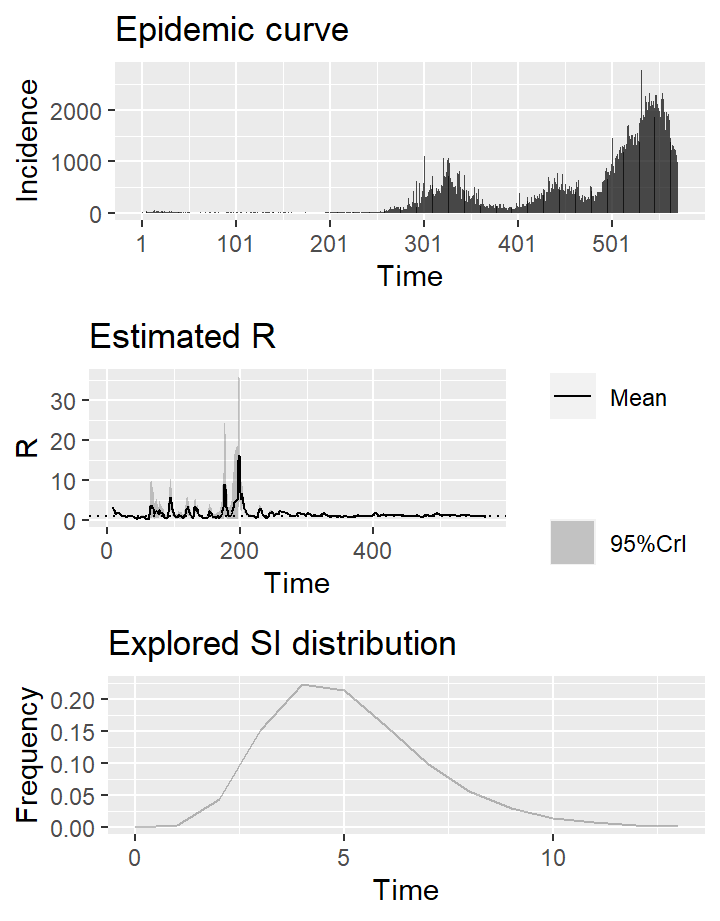 Epidemic curve
Incidence
2000
1000
0
1 101 201 301 401 501
Time
Estimated R
R
30
20
10
0
0 200 400
Time
Mean
95%CrI
Explored SI distribution
Frequency
0.20
0.15
0.10
0.05
0.00
0 5 10
Time